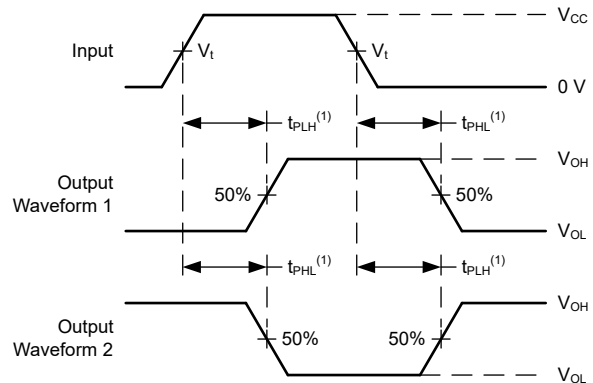 V_CC
Input
V_t
V_t
0 V
t_PLH^(1)
t_PHL^(1)
V_OH
Output
Waveform 1
50%
50%
V_OL
t_PHL^(1)
t_PLH^(1)
V_OH
Output
Waveform 2
50%
50%
V_OL